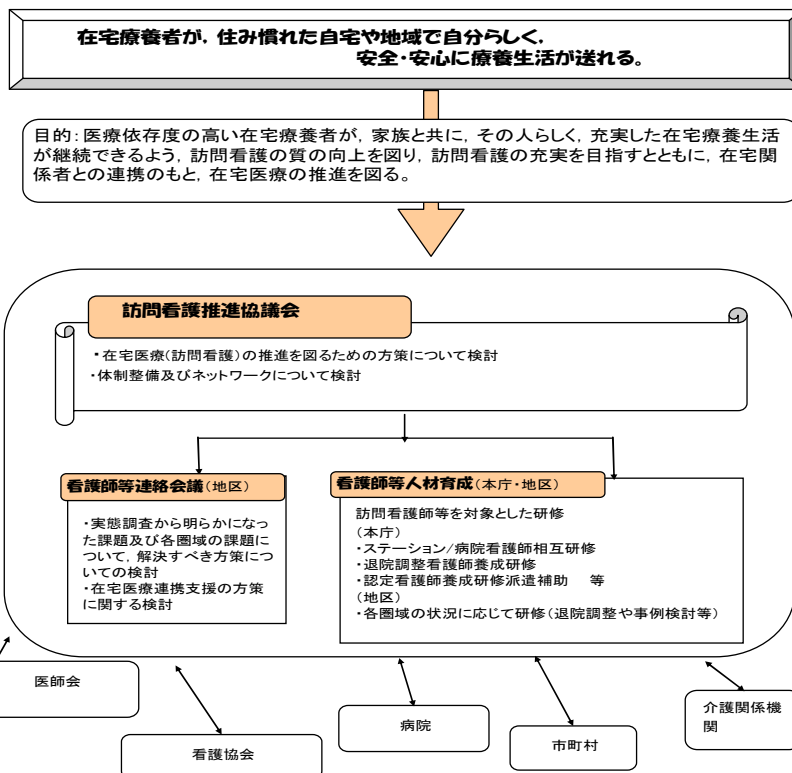 在宅療養者が，住み慣れた自宅や地域で自分らしく，
安全・安心に療養生活が送れる。
目的：医療依存度の高い在宅療養者が，家族と共に，その人らしく，充実した在宅療養生活
が継続できるよう，訪問看護の質の向上を図り，訪問看護の充実を目指すとともに，在宅関
係者との連携のもと，在宅医療の推進を図る。
訪問看護推進協議会
・在宅医療（訪問看護）の推進を図るための方策について検討
・体制整備及びネットワークについて検討
看護師等連絡会議（地区）
・実態調査から明らかになっ
た課題及び各圏域の課題に
ついて，解決すべき方策につ
いての検討
・在宅医療連携支援の方策
に関する検討
看護師等人材育成（本庁・地区）
訪問看護師等を対象とした研修
（本庁）
・ステーション/病院看護師相互研修
・退院調整看護師養成研修
・認定看護師養成研修派遣補助　等
（地区）
・各圏域の状況に応じて研修（退院調整や事例検討等）
医師会
看護協会
病院
市町村
介護関係機
関